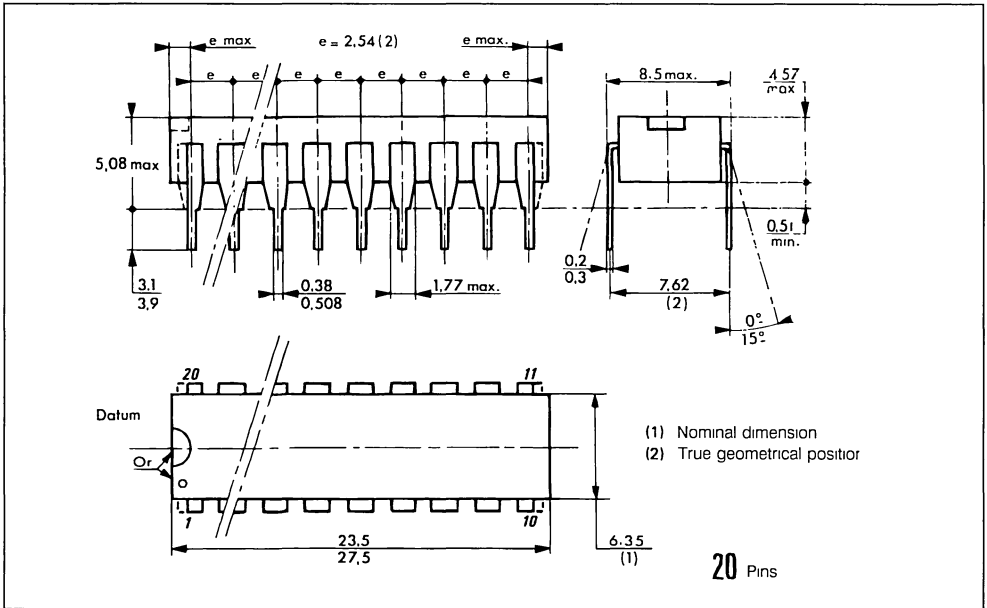 e max
e = 2,54 (2)
e max.
e e e e e e e e
8.5 max.
4.57
max
5,08 max
0,51
min.
3,1
3,9
0,38
0,508
1,77 max.
0,2
0,3
7,62
(2)
0°
15°
20
11
Datum
Or
1
10
(1) Nominal dimension
(2) True geometrical position
23,5
27,5
6.35
(1)
20 Pins